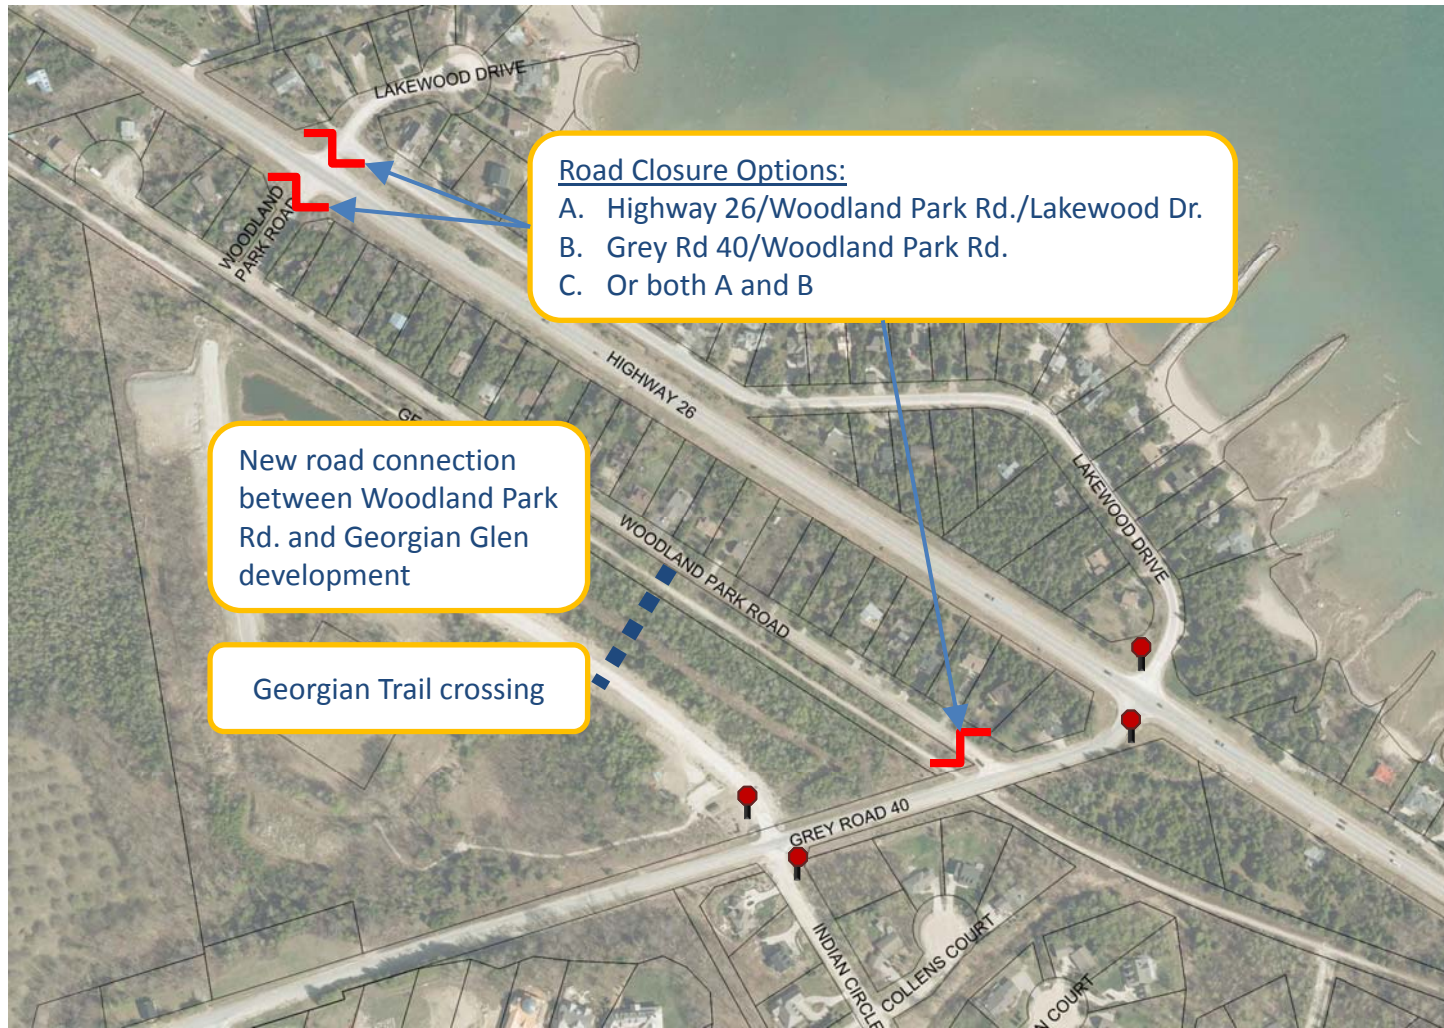 LAKEWOOD DRIVE
Road Closure Options:
A. Highway 26/Woodland Park Rd./Lakewood Dr.
B. Grey Rd 40/Woodland Park Rd.
C. Or both A and B
WOODLAND
PARK ROAD
HIGHWAY 26
GE
New road connection
between Woodland Park
Rd. and Georgian Glen
development
LAKEWOOD DRIVE
WOODLAND PARK ROAD
Georgian Trail crossing
GREY ROAD 40
INDIAN CIRCLE
COLLENS COURT
N COURT